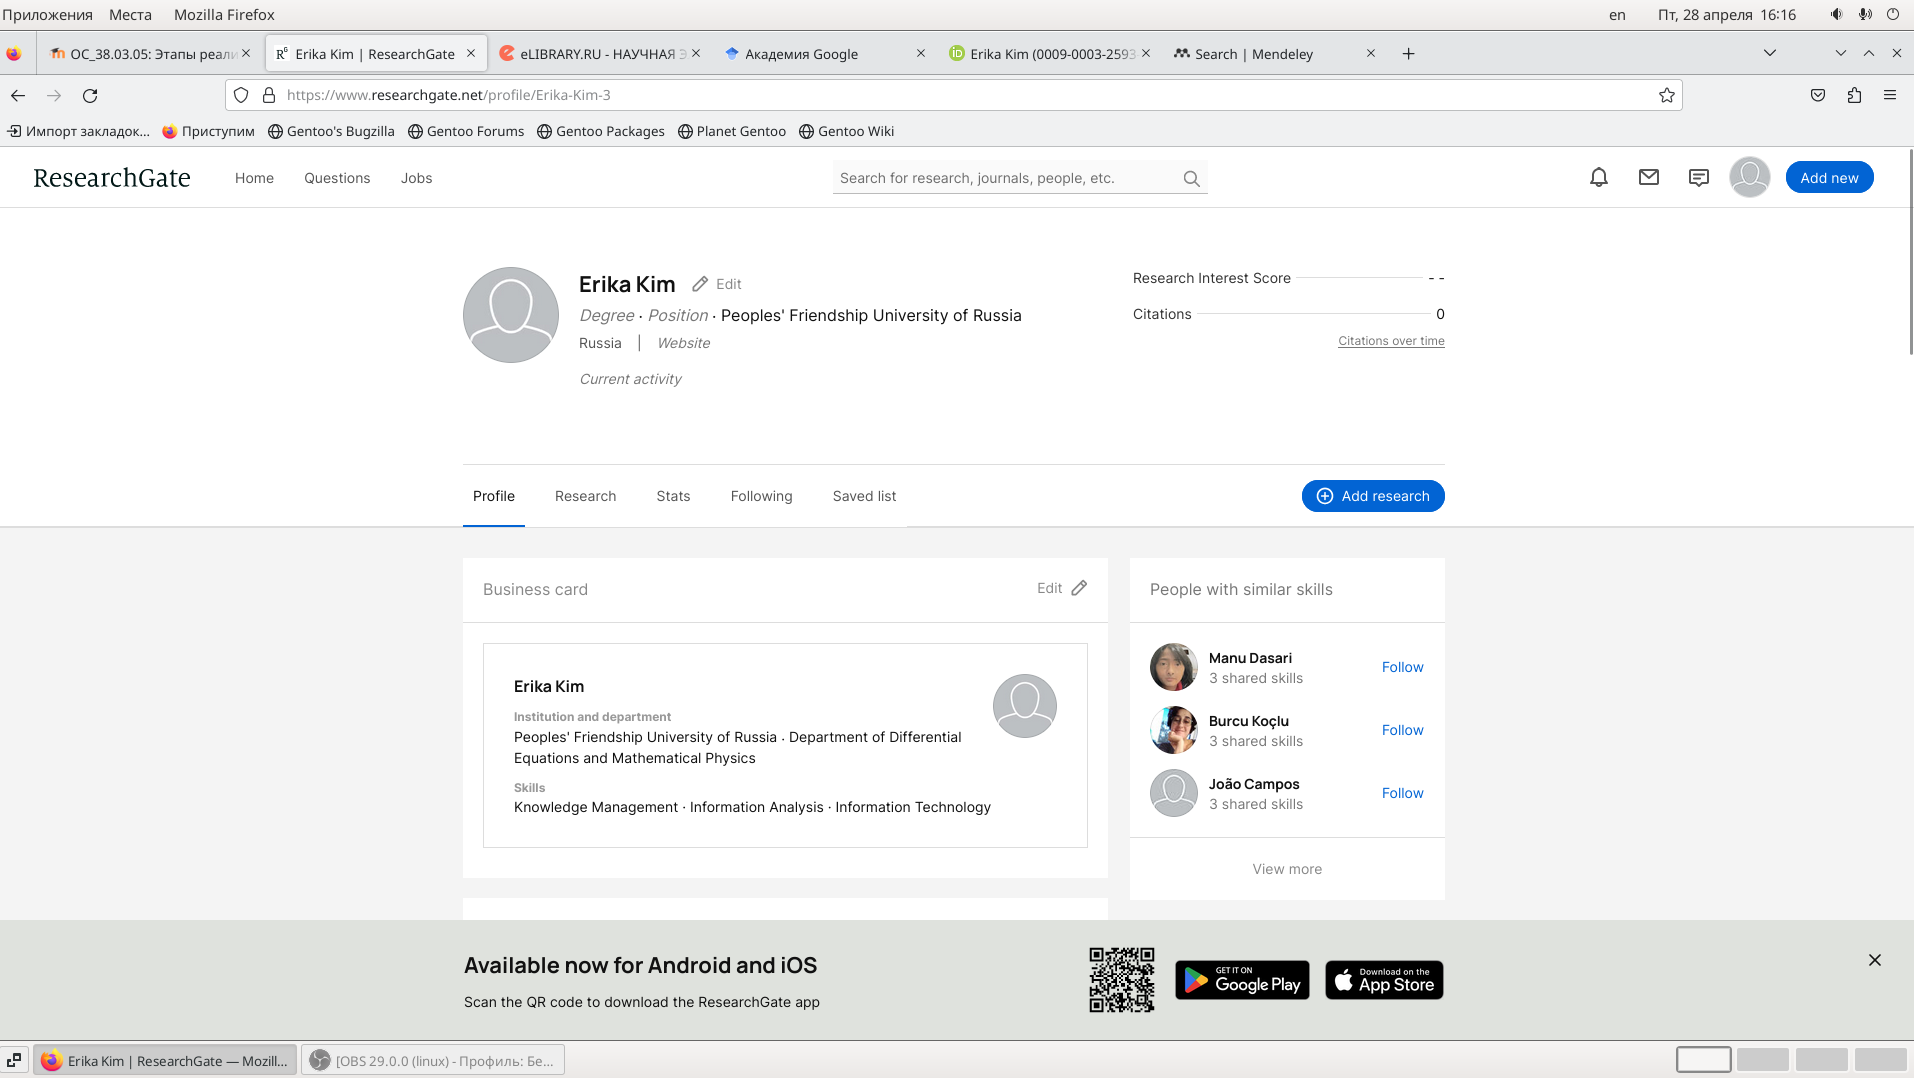 Приложения Места Mozilla Firefox en Пт, 28 апреля 16:16
ОС_38.03.05: Этапы реали Erika Kim | ResearchGate eLIBRARY.RU - НАУЧНАЯ Э Академия Google Erika Kim (0009-0003-2593 Search | Mendeley
https://www.researchgate.net/profile/Erika-Kim-3
Импорт закладок… Приступим Gentoo's Bugzilla Gentoo Forums Gentoo Packages Planet Gentoo Gentoo Wiki
ResearchGate Home Questions Jobs Search for research, journals, people, etc. Add new
Erika Kim Edit
Degree · Position · Peoples' Friendship University of Russia
Russia | Website
Current activity
Research Interest Score - -
Citations 0
Citations over time
Profile Research Stats Following Saved list Add research
Business card Edit
Erika Kim
Institution and department
Peoples' Friendship University of Russia · Department of Differential
Equations and Mathematical Physics
Skills
Knowledge Management · Information Analysis · Information Technology
People with similar skills
Manu Dasari
3 shared skills
Follow
Burcu Koçlu
3 shared skills
Follow
João Campos
3 shared skills
Follow
View more
Available now for Android and iOS
Scan the QR code to download the ResearchGate app
GET IT ON
Google Play
Download on the
App Store
Erika Kim | ResearchGate — Mozill… [OBS 29.0.0 (linux) - Профиль: Бе…